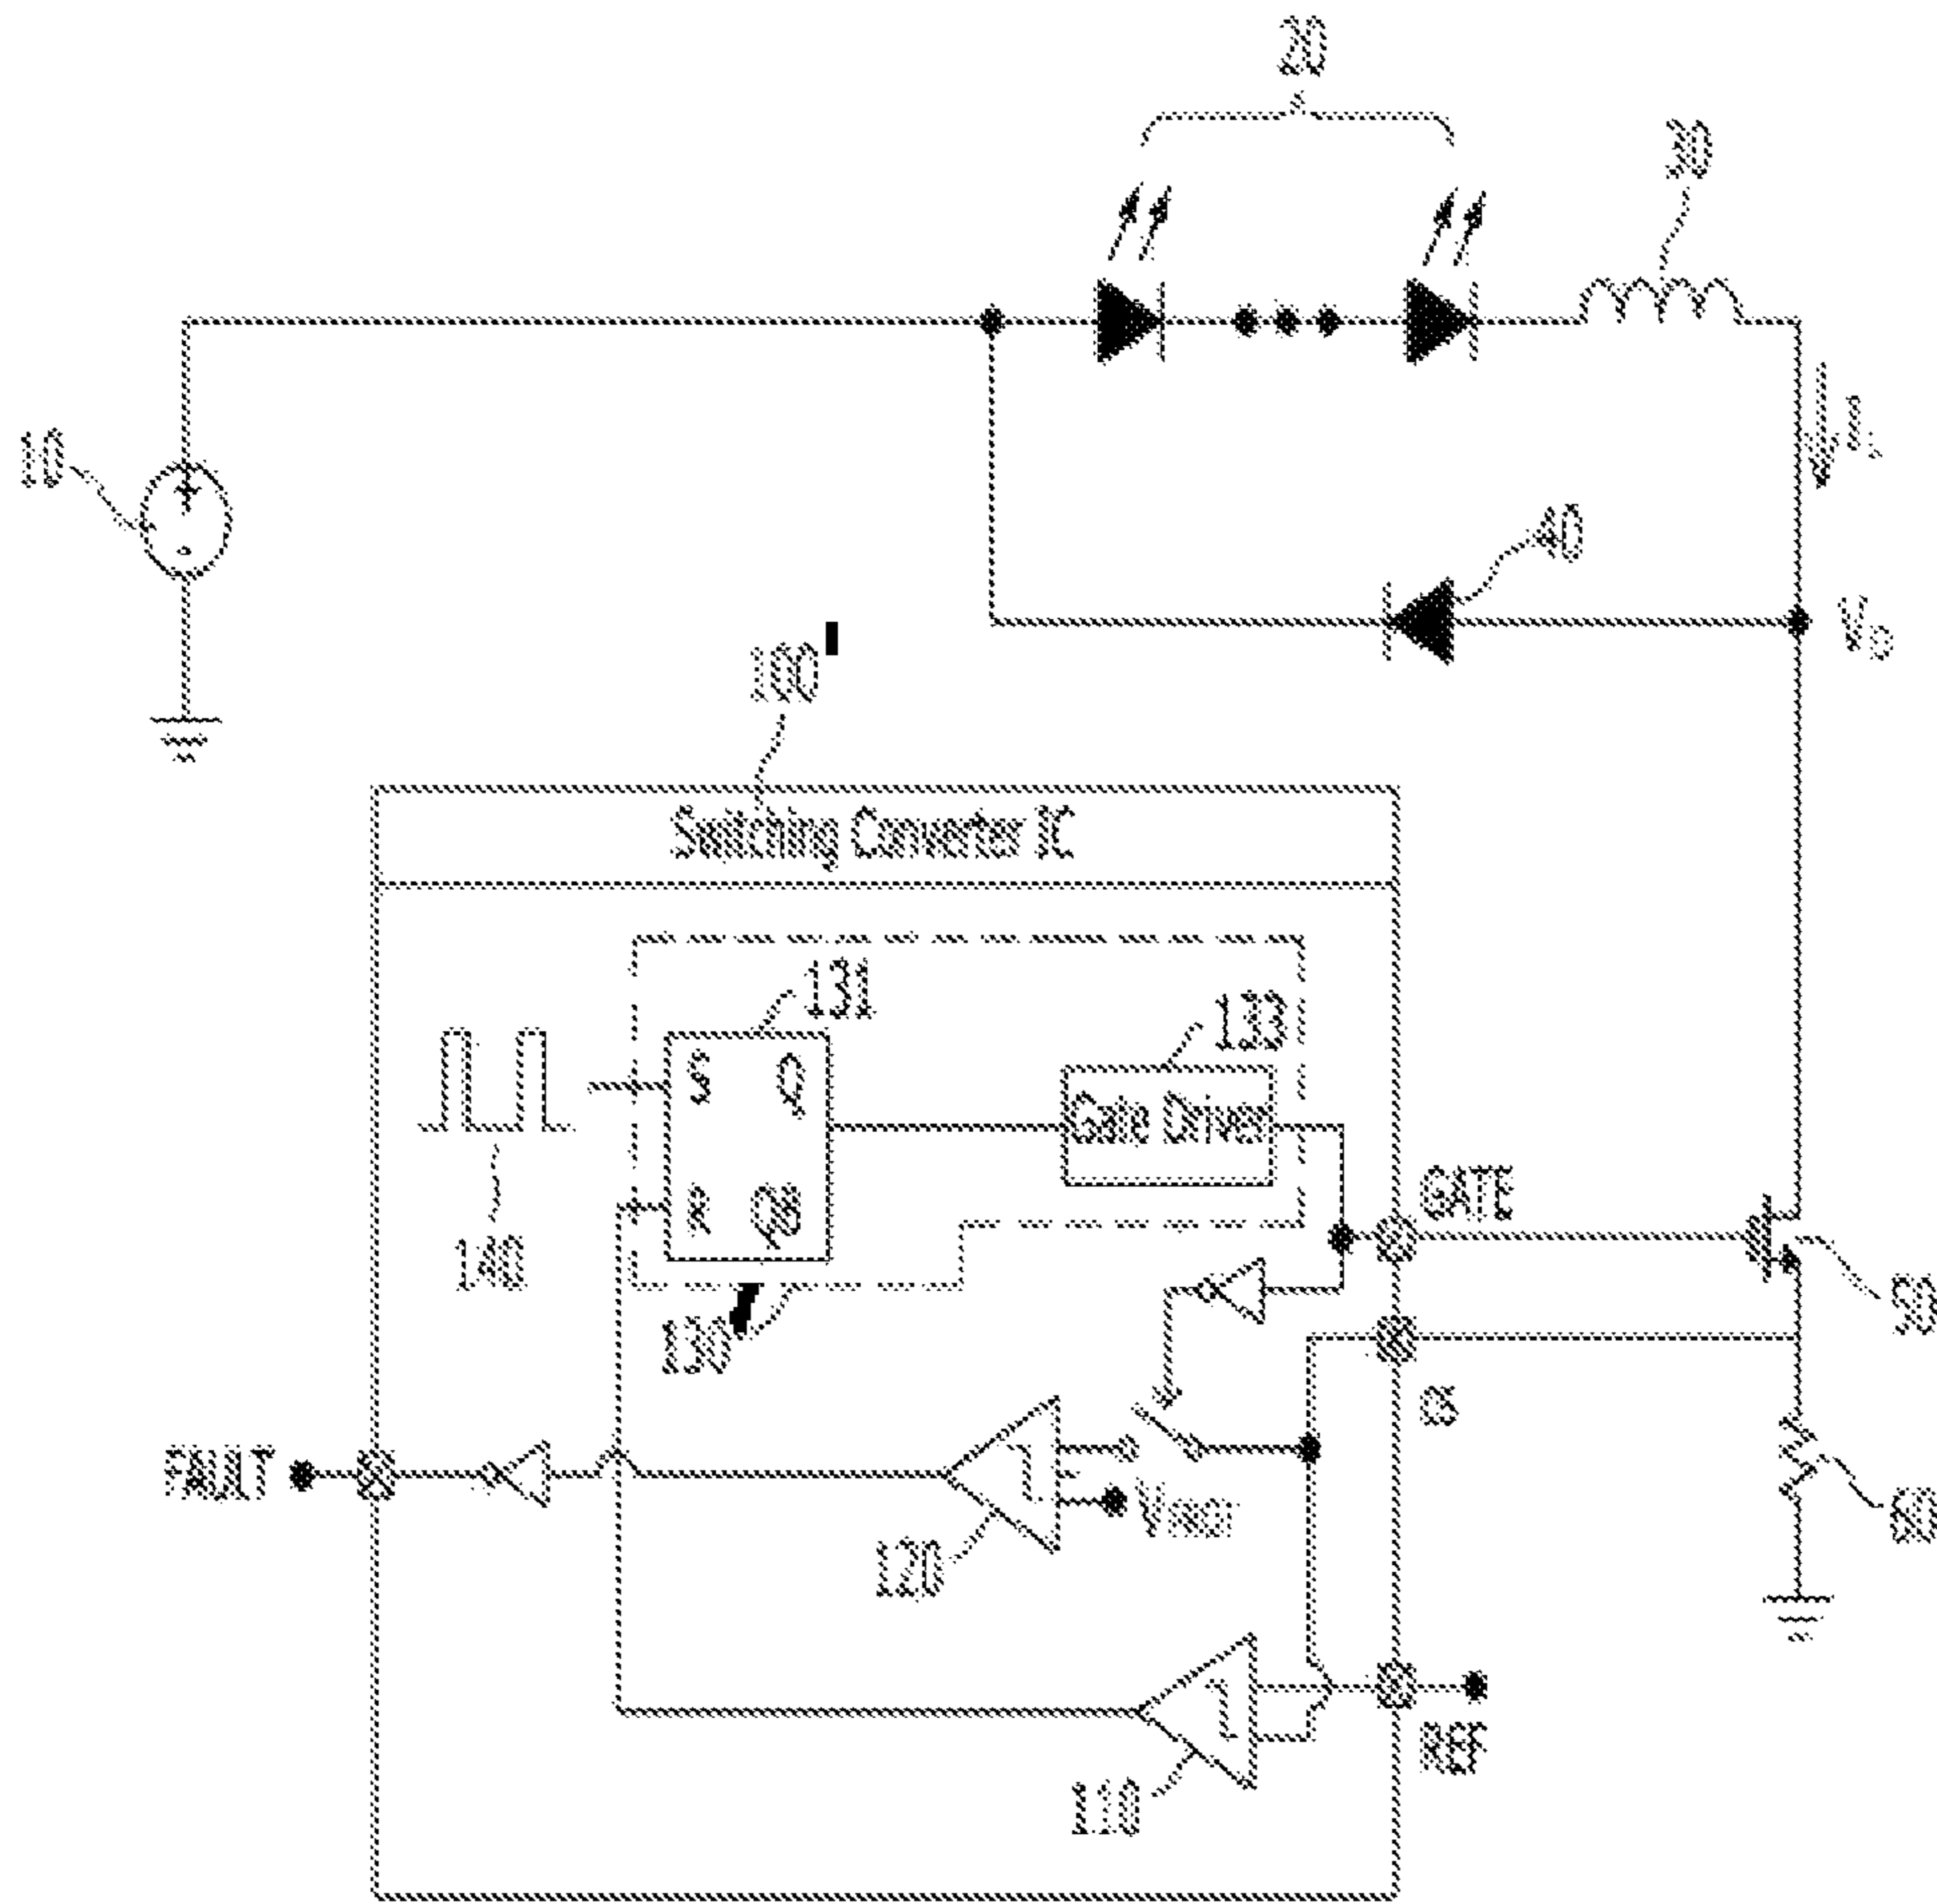 20
30
10
I
40
100'
VD
Switching Converter IC
131
133
S Q
Gate Driver
R QB
140
GATE
130'
50
CS
FAULT
120
60
110
REF